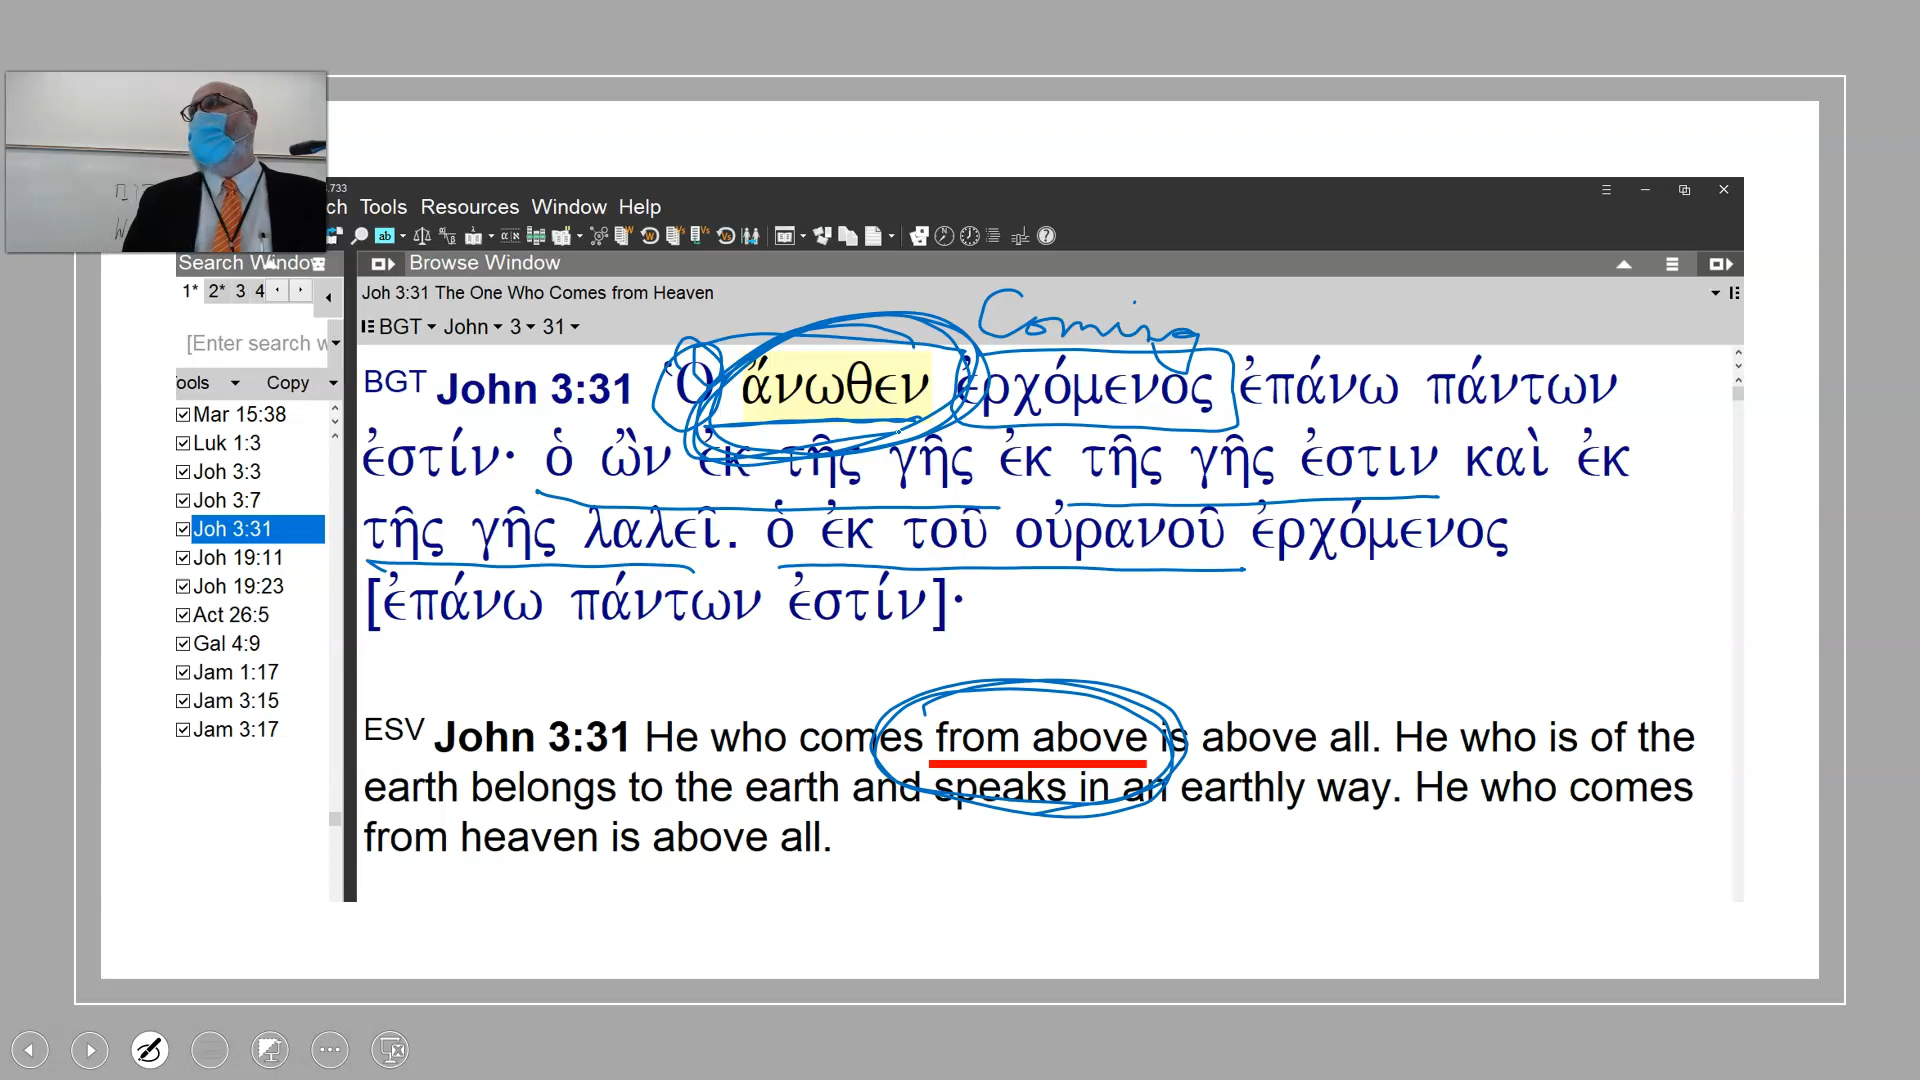 .733
ch Tools Resources Window Help
Search Window
Browse Window
1* 2* 3 4
Joh 3:31 The One Who Comes from Heaven
BGT John 3 31
[Enter search w
ools Copy
Mar 15:38
Luk 1:3
Joh 3:3
Joh 3:7
Joh 3:31
Joh 19:11
Joh 19:23
Act 26:5
Gal 4:9
Jam 1:17
Jam 3:15
Jam 3:17
Coming
BGT John 3:31 Ὁ ἄνωθεν ἐρχόμενος ἐπάνω πάντων
ἐστίν· ὁ ὢν ἐκ τῆς γῆς ἐκ τῆς γῆς ἐστιν καὶ ἐκ
τῆς γῆς λαλεῖ. ὁ ἐκ τοῦ οὐρανοῦ ἐρχόμενος
[ἐπάνω πάντων ἐστίν]·
ESV John 3:31 He who comes from above is above all. He who is of the
earth belongs to the earth and speaks in an earthly way. He who comes
from heaven is above all.